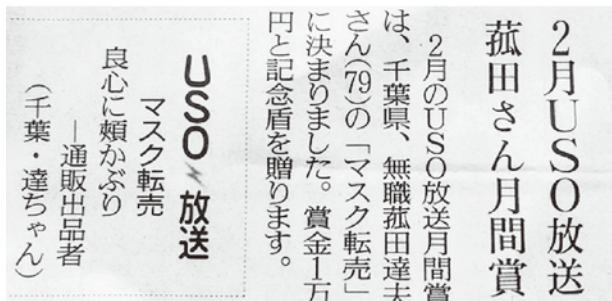 2月USO放送
菰田さん月間賞
2月のUSO放送月間賞
は、千葉県、無職菰田達夫
さん(79)の「マスク転売」
に決まりました。賞金1万
円と記念盾を贈ります。
USO放送
マスク転売
良心に頰かぶり
―通販出品者
(千葉・達ちゃん)